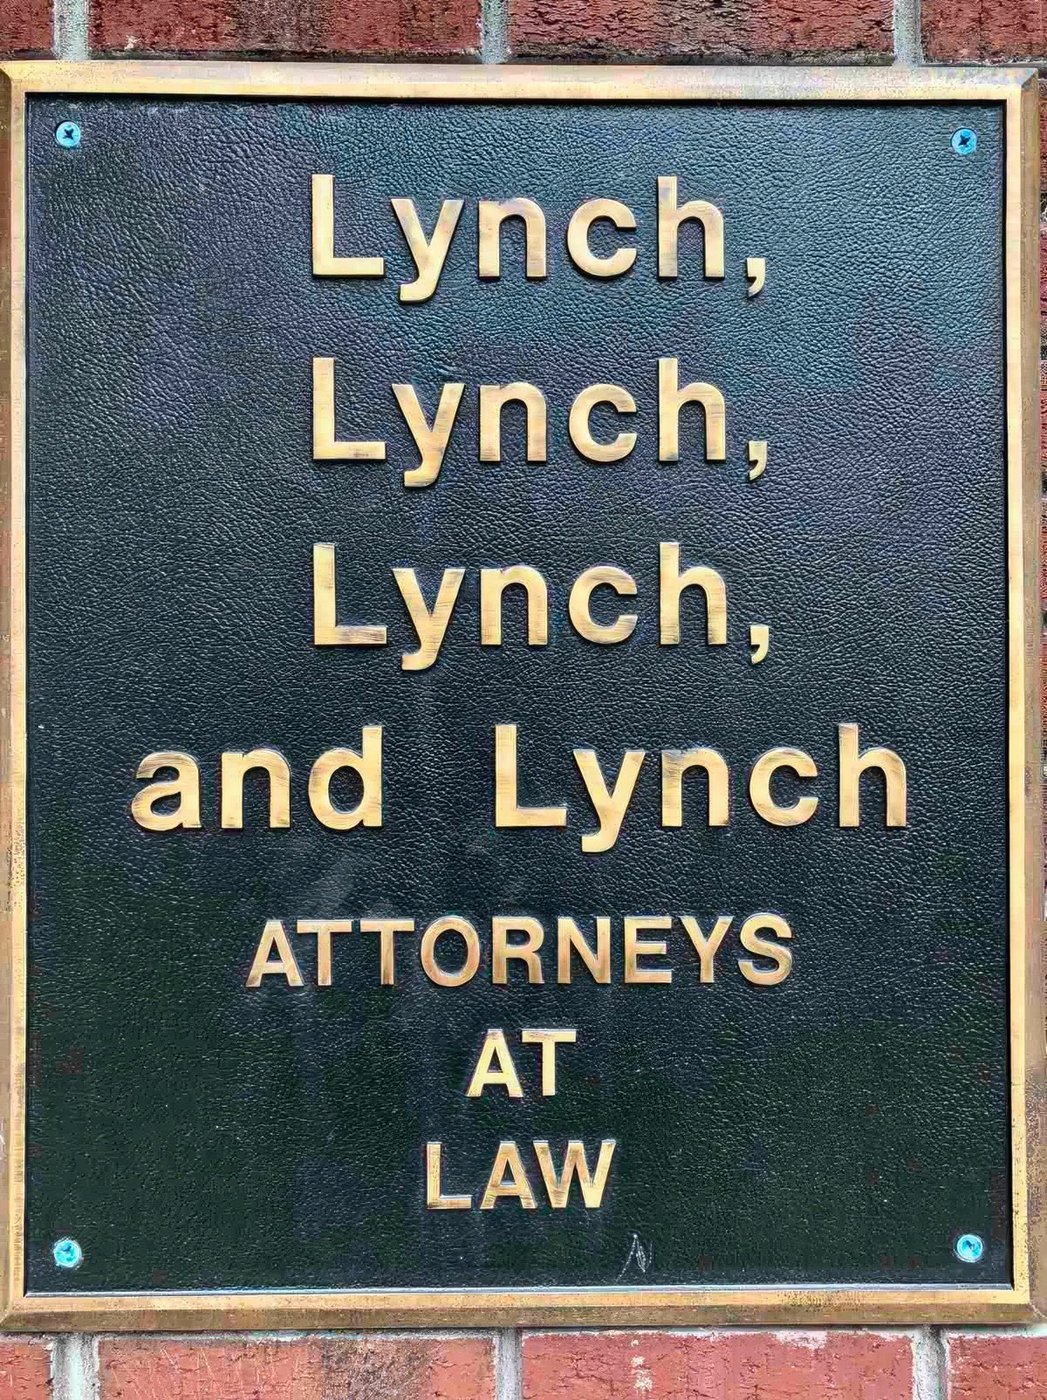 Lynch,
Lynch,
Lynch,
and Lynch
ATTORNEYS
AT
LAW